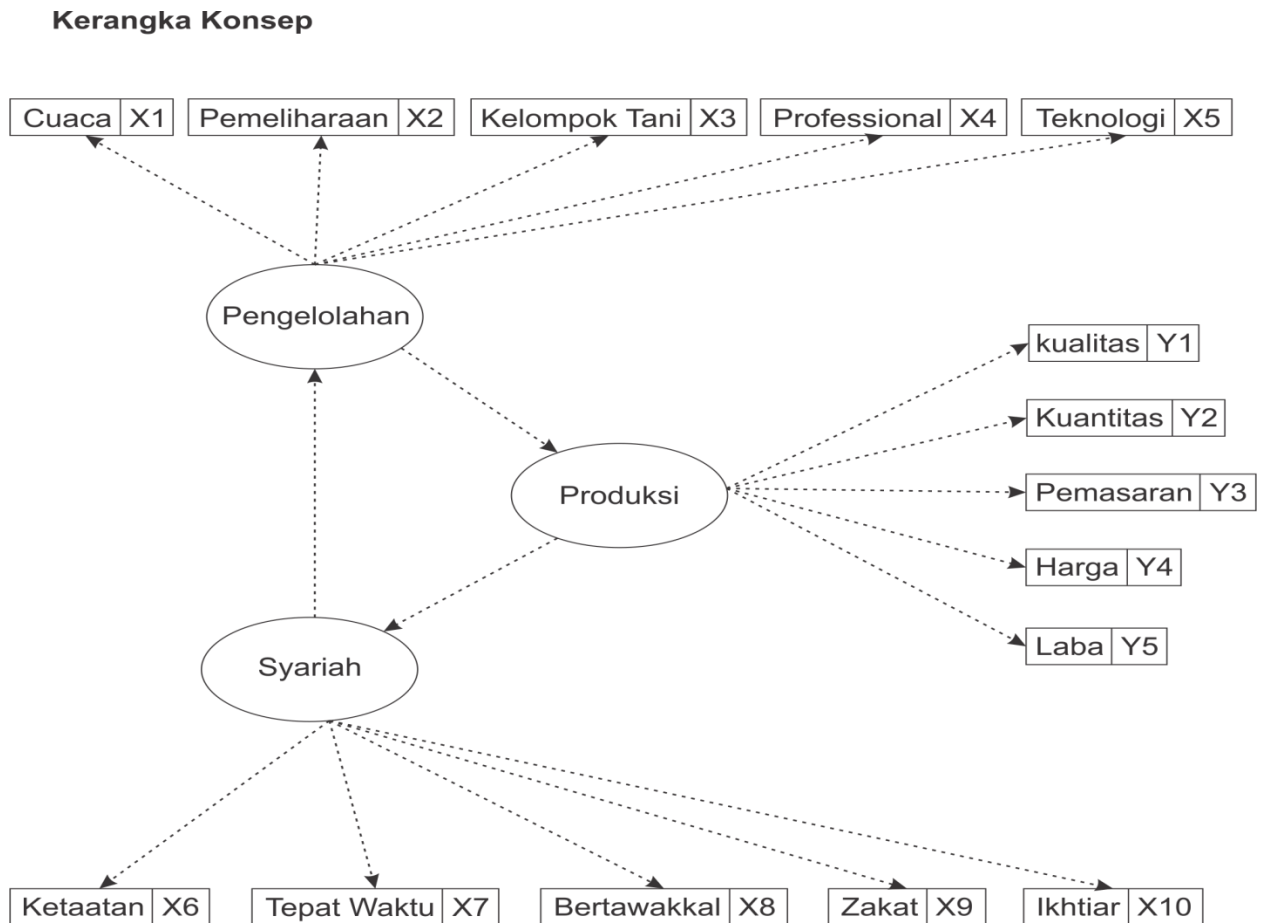 Kerangka Konsep
Cuaca X1 Pemeliharaan X2 Kelompok Tani X3 Professional X4 Teknologi X5
Pengelolahan
kualitas Y1
Kuantitas Y2
Produksi
Pemasaran Y3
Harga Y4
Laba Y5
Syariah
Ketaatan X6 Tepat Waktu X7 Bertawakkal X8 Zakat X9 Ikhtiar X10